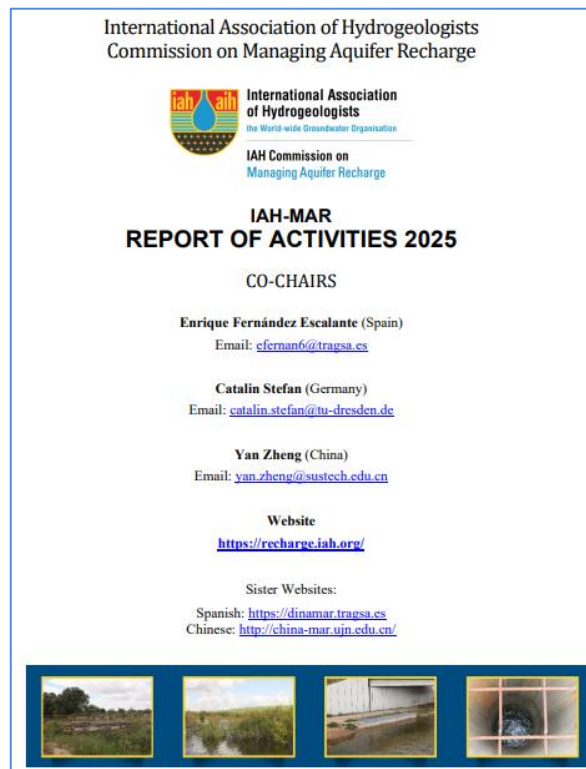 International Association of Hydrogeologists
Commission on Managing Aquifer Recharge
iah aih
International Association
of Hydrogeologists
the World-wide Groundwater Organisation
IAH Commission on
Managing Aquifer Recharge
IAH-MAR
REPORT OF ACTIVITIES 2025
CO-CHAIRS
Enrique Fernández Escalante (Spain)
Email: efernan6@tragsa.es
Catalin Stefan (Germany)
Email: catalin.stefan@tu-dresden.de
Yan Zheng (China)
Email: yan.zheng@sustech.edu.cn
Website
https://recharge.iah.org/
Sister Websites:
Spanish: https://dinamar.tragsa.es
Chinese: http://china-mar.ujn.edu.cn/